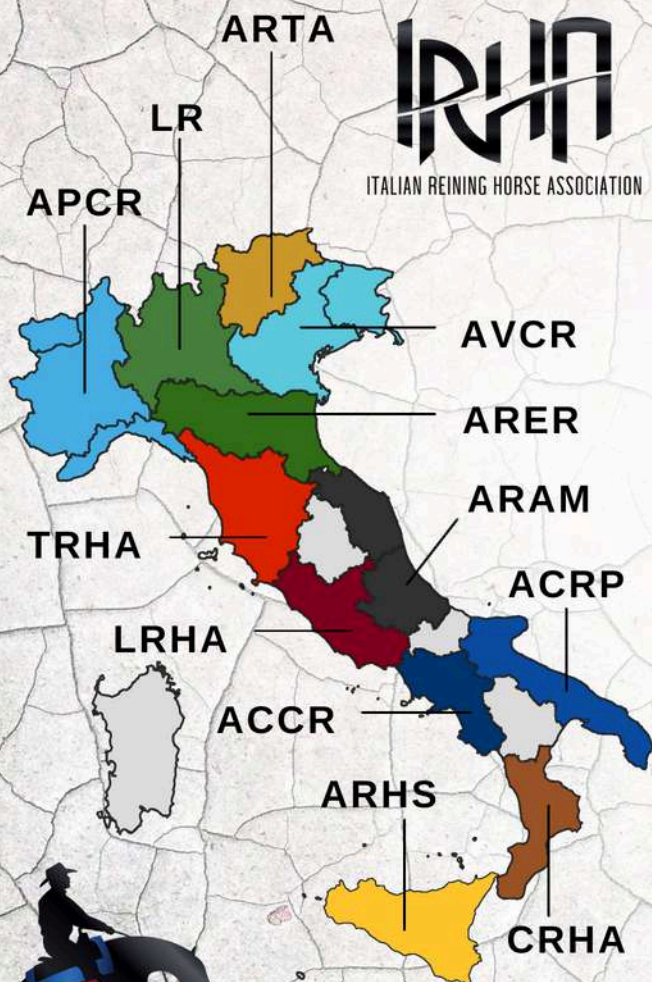 ARTA
IRHA
ITALIAN REINING HORSE ASSOCIATION
LR
APCR
AVCR
ARER
ARAM
TRHA
ACRP
LRHA
ACCR
ARHS
CRHA